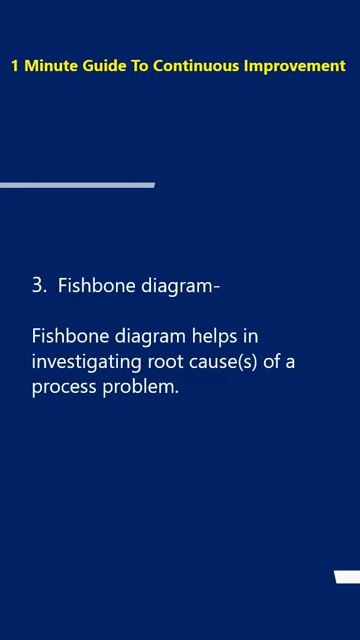 1 Minute Guide To Continuous Improvement
3. Fishbone diagram-
Fishbone diagram helps in
investigating root cause(s) of a
process problem.